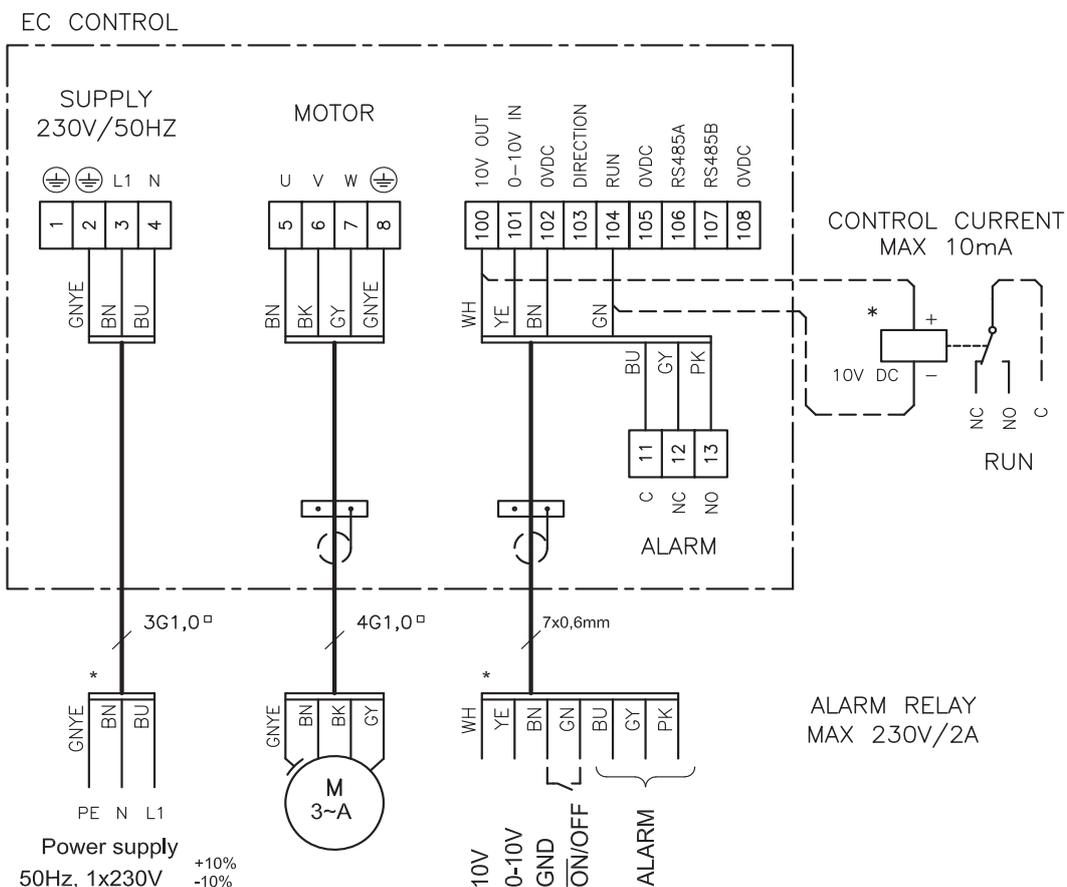 EC CONTROL
SUPPLY
230V/50HZ
MOTOR
10V OUT
0-10V IN
0VDC
DIRECTION
RUN
0VDC
RS485A
RS485B
0VDC
L1 N
U V W
1 2 3 4
5 6 7 8
100 101 102 103 104 105 106 107 108
CONTROL CURRENT
MAX 10mA
GNYE BN BU
BN BK GY GNYE
WH YE BN GN
* +
10V DC −
BU GY PK
NC NO C
RUN
11 12 13
C NC NO
ALARM
3G1,0
4G1,0
7x0,6mm
*
*
GNYE BN BU
GNYE BN BK GY
WH YE BN GN BU GY PK
ALARM RELAY
MAX 230V/2A
M
3~A
PE N L1
Power supply
50Hz, 1x230V +10%
-10%
10V
0-10V
GND
ON/OFF
ALARM